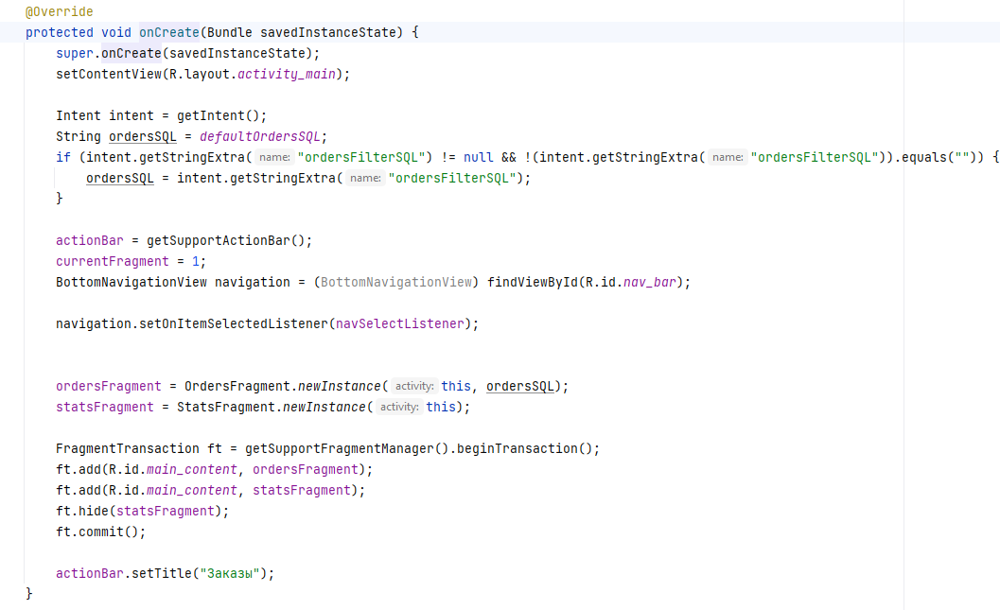 @Override
protected void onCreate(Bundle savedInstanceState) {
super.onCreate(savedInstanceState);
setContentView(R.layout.activity_main);
Intent intent = getIntent();
String ordersSQL = defaultOrdersSQL;
if (intent.getStringExtra( name: "ordersFilterSQL") != null && !(intent.getStringExtra( name: "ordersFilterSQL")).equals("")) {
ordersSQL = intent.getStringExtra( name: "ordersFilterSQL");
}
actionBar = getSupportActionBar();
currentFragment = 1;
BottomNavigationView navigation = (BottomNavigationView) findViewById(R.id.nav_bar);
navigation.setOnItemSelectedListener(navSelectListener);
ordersFragment = OrdersFragment.newInstance( activity: this, ordersSQL);
statsFragment = StatsFragment.newInstance( activity: this);
FragmentTransaction ft = getSupportFragmentManager().beginTransaction();
ft.add(R.id.main_content, ordersFragment);
ft.add(R.id.main_content, statsFragment);
ft.hide(statsFragment);
ft.commit();
actionBar.setTitle("Заказы");
}